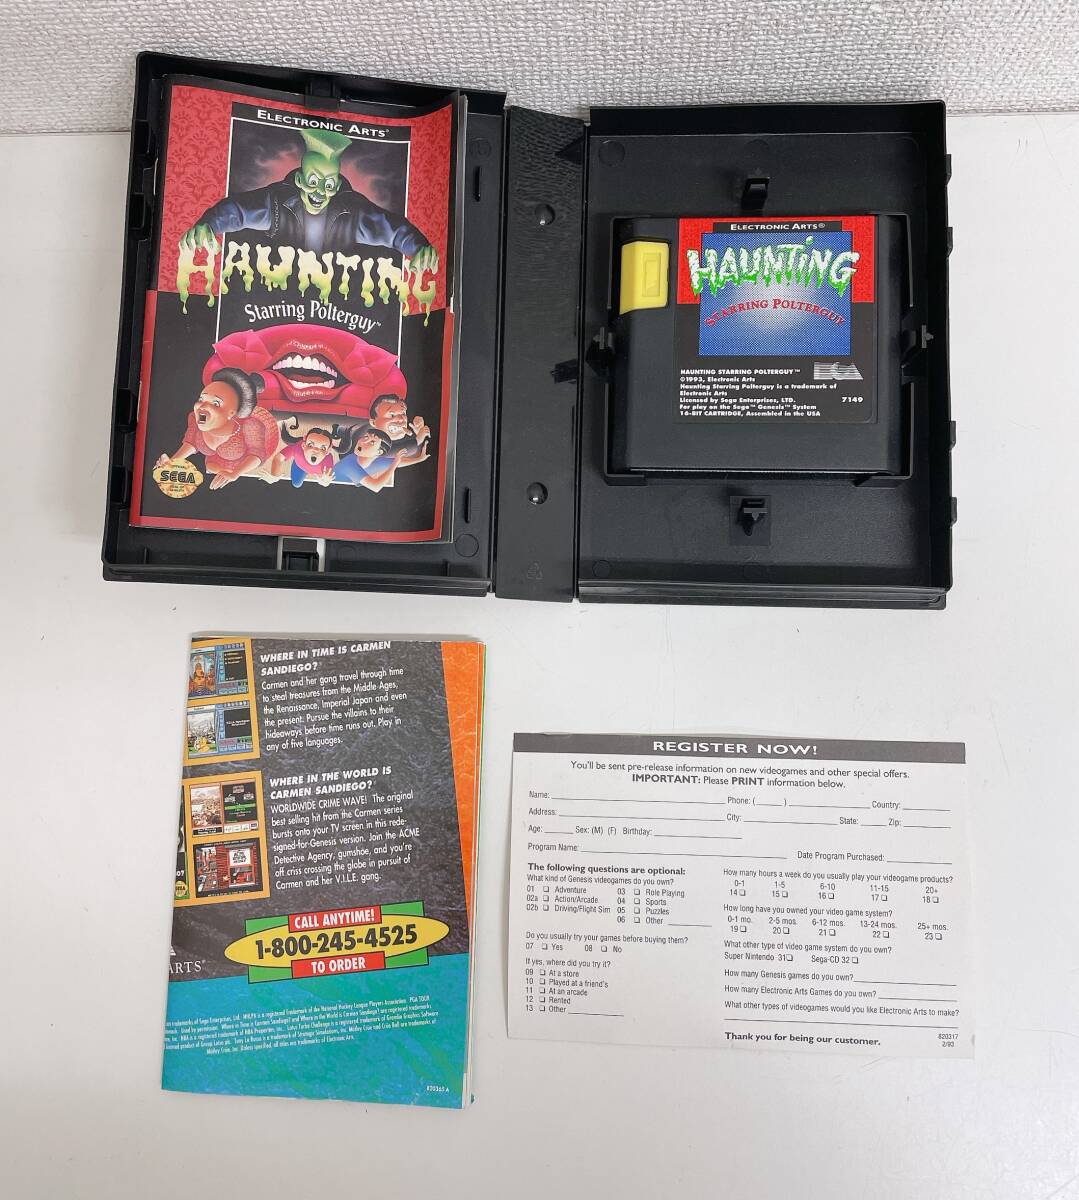 ELECTRONIC ARTS®
HAUNTING
Starring Polterguy™
SEGA
ELECTRONIC ARTS®
HAUNTING
STARRING POLTERGUY
HAUNTING STARRING POLTERGUY™
©1993, Electronic Arts
Haunting Starring Polterguy is a trademark of
Electronic Arts
Licensed by Sega Enterprises, LTD.
For play on the Sega™ Genesis™ System
16-BIT CARTRIDGE, Assembled in the USA
7149
WHERE IN TIME IS CARMEN
SANDIEGO?
Carmen and her gang travel through time
to steal treasures from the Middle Ages,
the Renaissance, Imperial Japan and even
the present. Pursue the villains to their
hideaways before time runs out. Play in
any of five languages.
WHERE IN THE WORLD IS
CARMEN SANDIEGO?
WORLDWIDE CRIME WAVE! The original
best selling hit from the Carmen series
bursts onto your TV screen in this rede-
signed-for-Genesis version. Join the ACME
Detective Agency, gumshoe, and you're
off criss crossing the globe in pursuit of
Carmen and her V.I.L.E. gang.
CALL ANYTIME!
1-800-245-4525
TO ORDER
ARTS®
820365 A
REGISTER NOW!
You'll be sent pre-release information on new videogames and other special offers.
IMPORTANT: Please PRINT information below.
Name: Phone: ( ) Country:
Address: City: State: Zip:
Age: Sex: (M) (F) Birthday:
Program Name: Date Program Purchased:
The following questions are optional:
What kind of Genesis videogames do you own?
01 ❏ Adventure 03 ❏ Role Playing
02a ❏ Action/Arcade 04 ❏ Sports
02b ❏ Driving/Flight Sim 05 ❏ Puzzles
06 ❏ Other
Do you usually try your games before buying them?
07 ❏ Yes 08 ❏ No
If yes, where did you try it?
09 ❏ At a store
10 ❏ Played at a friend's
11 ❏ At an arcade
12 ❏ Rented
13 ❏ Other
How many hours a week do you usually play your videogame products?
0-1 1-5 6-10 11-15 20+
14 ❏ 15 ❏ 16 ❏ 17 ❏ 18 ❏
How long have you owned your video game system?
0-1 mo. 2-5 mos. 6-12 mos. 13-24 mos. 25+ mos.
19 ❏ 20 ❏ 21 ❏ 22 ❏ 23 ❏
What other type of video game system do you own?
Super Nintendo 31❏ Sega-CD 32 ❏
How many Genesis games do you own?
How many Electronic Arts Games do you own?
What other types of videogames would you like Electronic Arts to make?
Thank you for being our customer.
820317
2/93